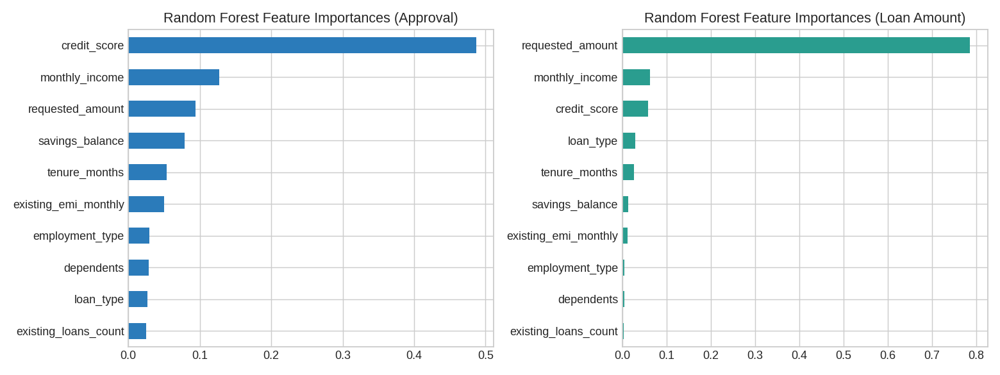 Random Forest Feature Importances (Approval)
credit_score
monthly_income
requested_amount
savings_balance
tenure_months
existing_emi_monthly
employment_type
dependents
loan_type
existing_loans_count
0.0 0.1 0.2 0.3 0.4 0.5
Random Forest Feature Importances (Loan Amount)
requested_amount
monthly_income
credit_score
loan_type
tenure_months
savings_balance
existing_emi_monthly
employment_type
dependents
existing_loans_count
0.0 0.1 0.2 0.3 0.4 0.5 0.6 0.7 0.8